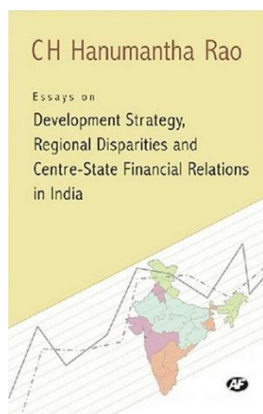 CH Hanumantha Rao
Essays on
Development Strategy,
Regional Disparities and
Centre-State Financial Relations
in India
AF